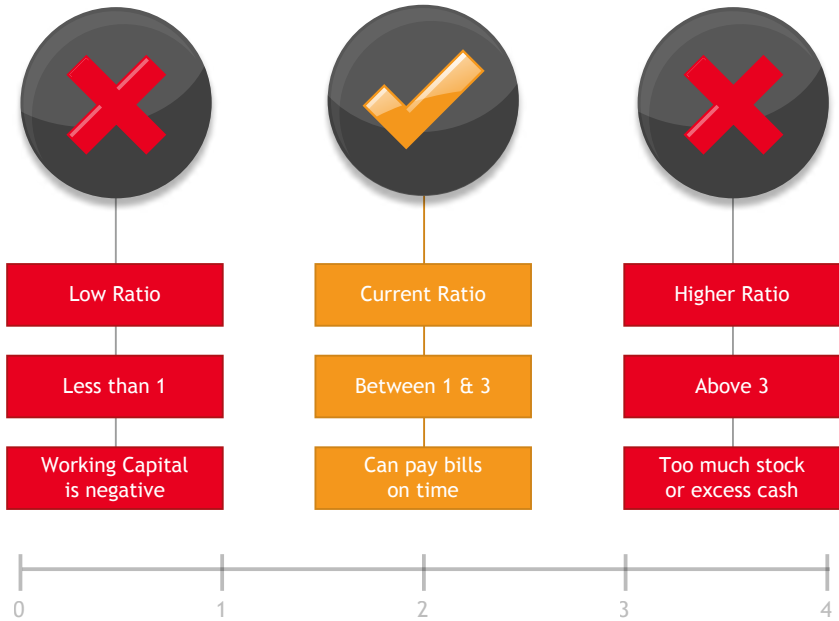 Low Ratio
Less than 1
Working Capital
is negative
Current Ratio
Between 1 & 3
Can pay bills
on time
Higher Ratio
Above 3
Too much stock
or excess cash
0 1 2 3 4